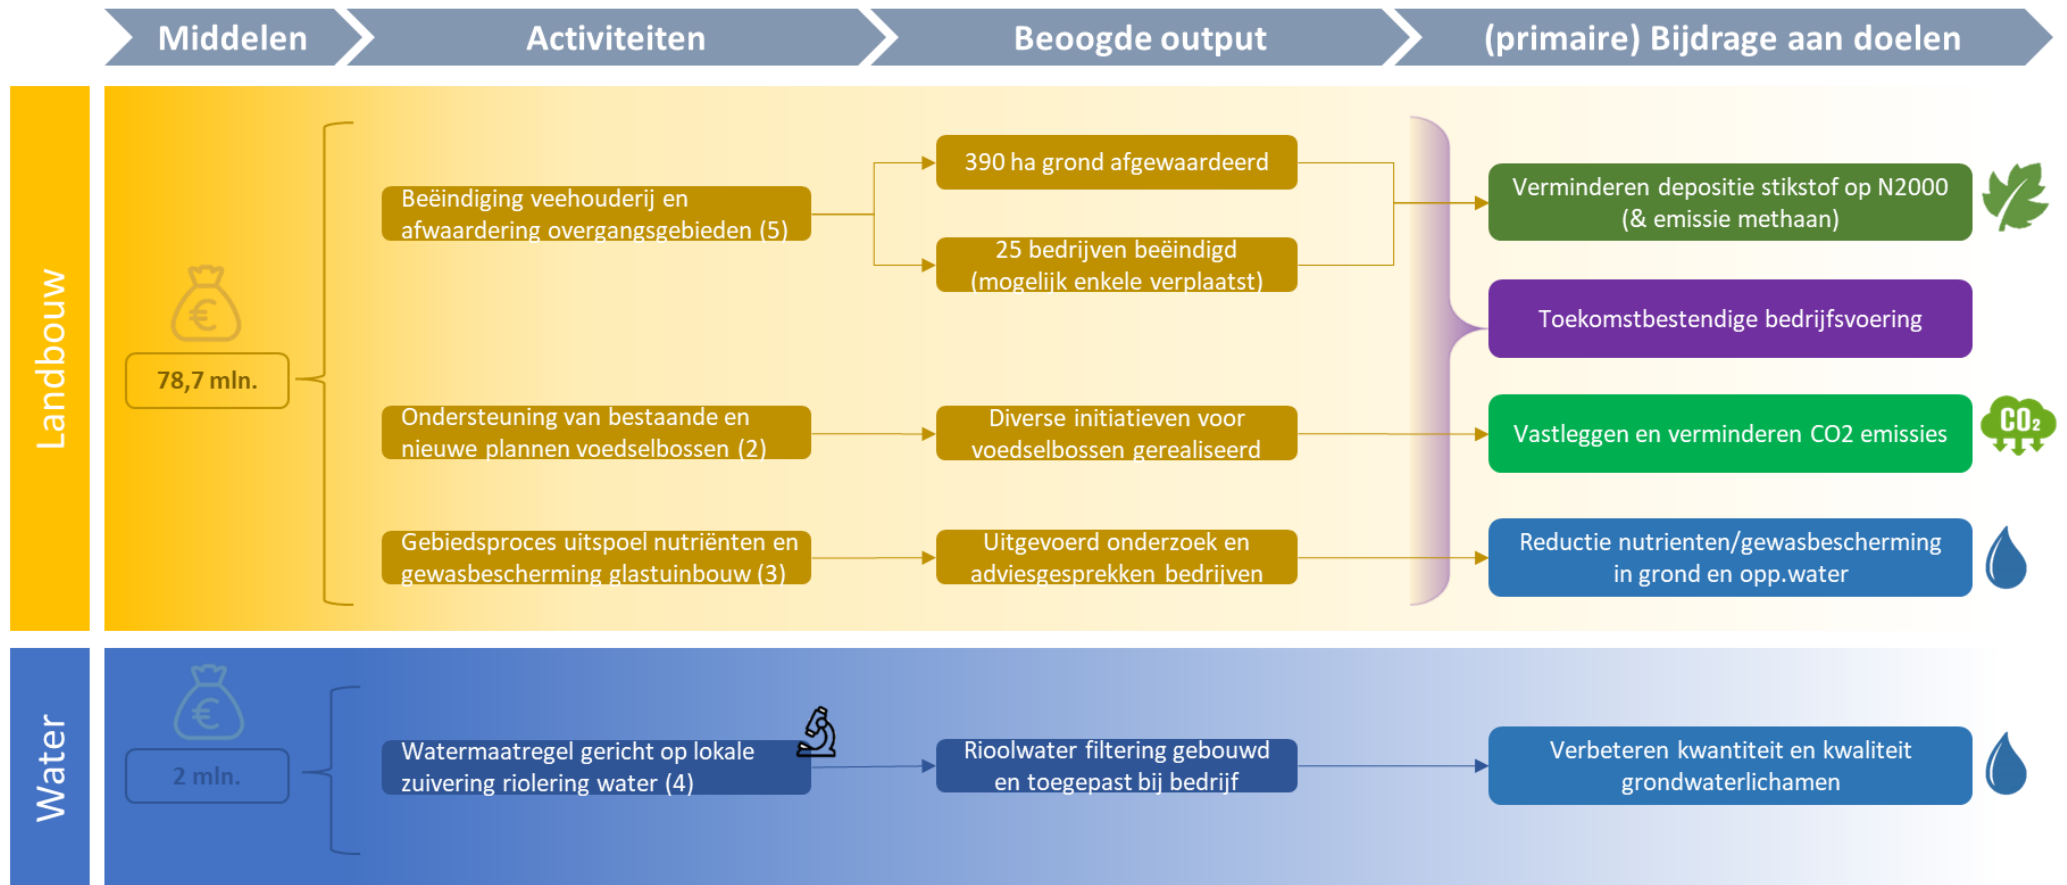 Middelen
Activiteiten
Beoogde output
(primaire) Bijdrage aan doelen
Landbouw
78,7 mln.
Beëindiging veehouderij en
afwaardering overgangsgebieden (5)
390 ha grond afgewaardeerd
25 bedrijven beëindigd
(mogelijk enkele verplaatst)
Verminderen depositie stikstof op N2000
(& emissie methaan)
Toekomstbestendige bedrijfsvoering
Ondersteuning van bestaande en
nieuwe plannen voedselbossen (2)
Diverse initiatieven voor
voedselbossen gerealiseerd
Vastleggen en verminderen CO2 emissies
CO₂
Gebiedsproces uitspoel nutriënten en
gewasbescherming glastuinbouw (3)
Uitgevoerd onderzoek en
adviesgesprekken bedrijven
Reductie nutrienten/gewasbescherming
in grond en opp.water
Water
2 mln.
Watermaatregel gericht op lokale
zuivering riolering water (4)
Rioolwater filtering gebouwd
en toegepast bij bedrijf
Verbeteren kwantiteit en kwaliteit
grondwaterlichamen